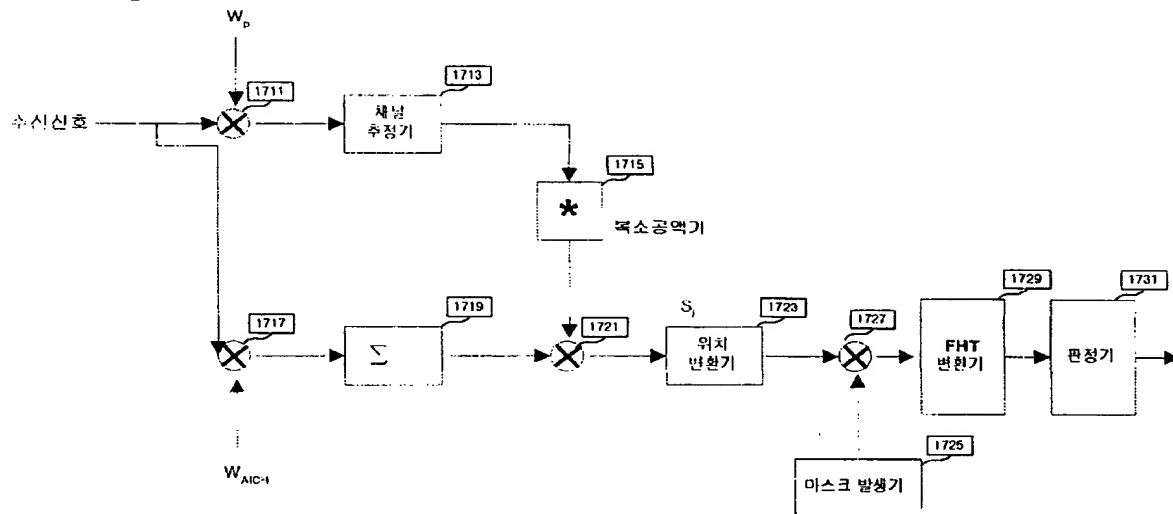 W_p
1711
1713
수신신호
채널
추정기
1715
*
복소공액기
1717
1719
Σ
1721
S_i
1723
위치
변환기
1727
1729
FHT
변환기
1731
판정기
W_AICH
1725
마스크 발생기